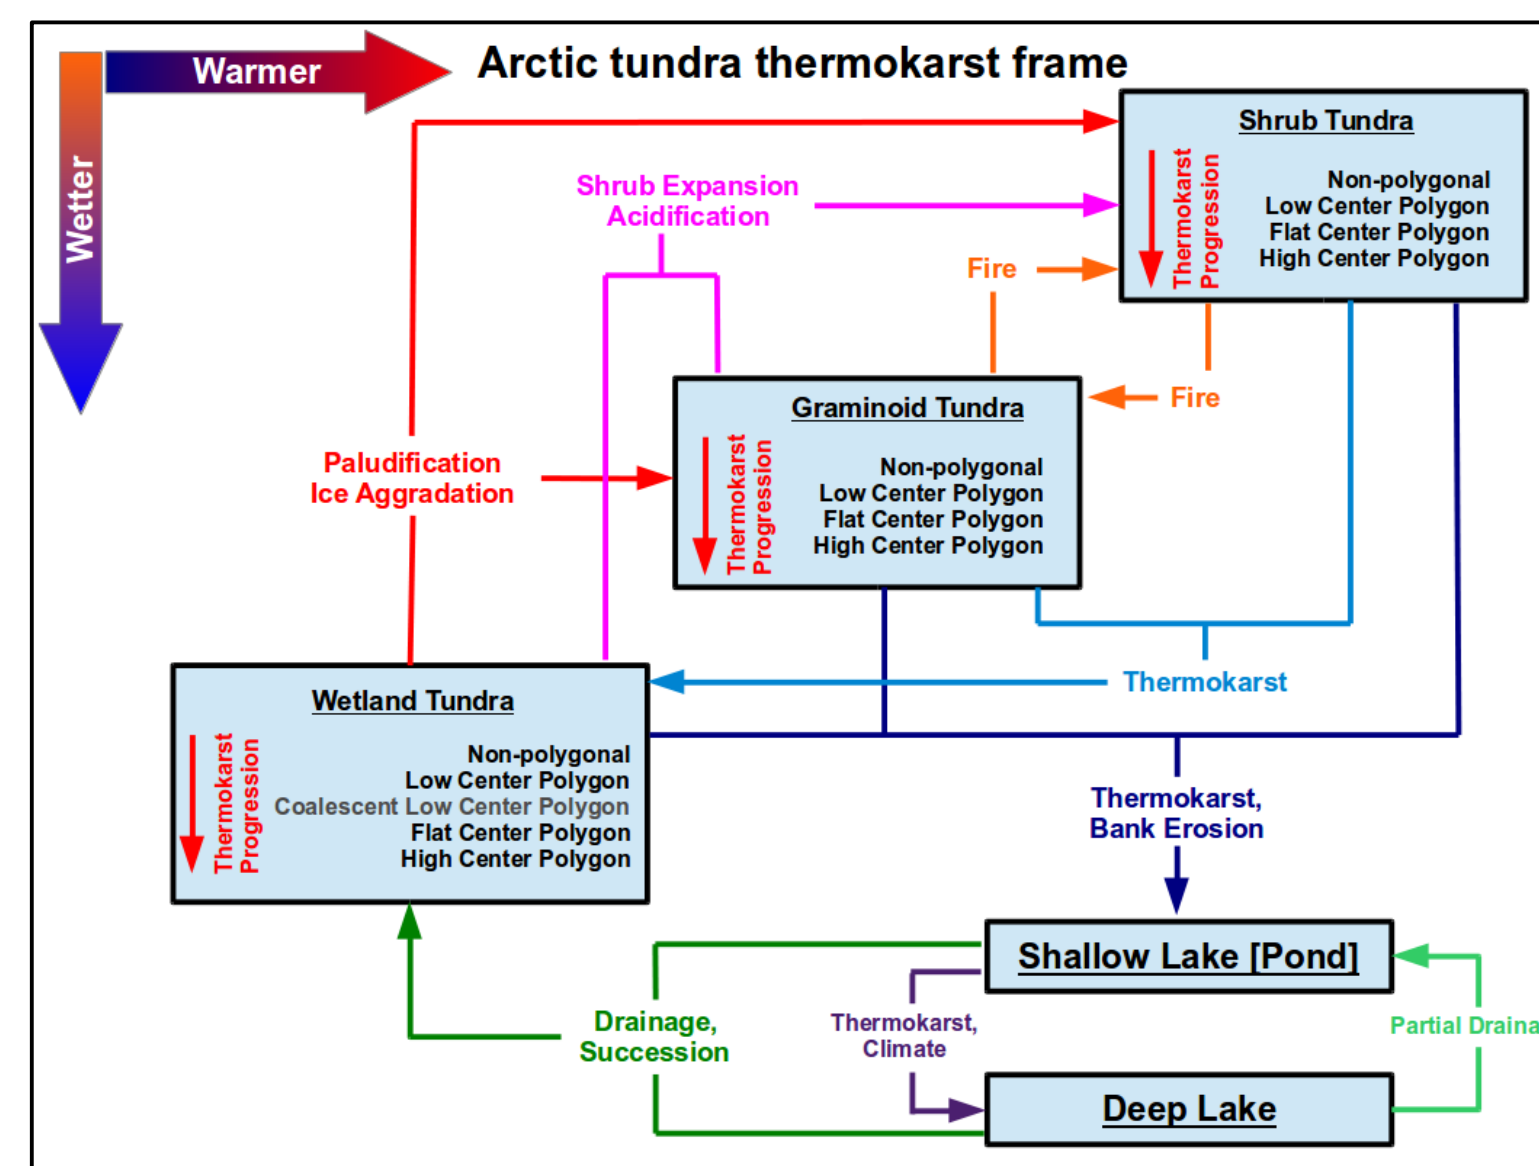 Arctic tundra thermokarst frame
Warmer
Wetter
Shrub Tundra
Thermokarst
Progression
Non-polygonal
Low Center Polygon
Flat Center Polygon
High Center Polygon
Shrub Expansion
Acidification
Fire
Fire
Graminoid Tundra
Thermokarst
Progression
Non-polygonal
Low Center Polygon
Flat Center Polygon
High Center Polygon
Paludification
Ice Aggradation
Thermokarst
Wetland Tundra
Thermokarst
Progression
Non-polygonal
Low Center Polygon
Coalescent Low Center Polygon
Flat Center Polygon
High Center Polygon
Thermokarst,
Bank Erosion
Shallow Lake [Pond]
Drainage,
Succession
Thermokarst,
Climate
Partial Draina
Deep Lake